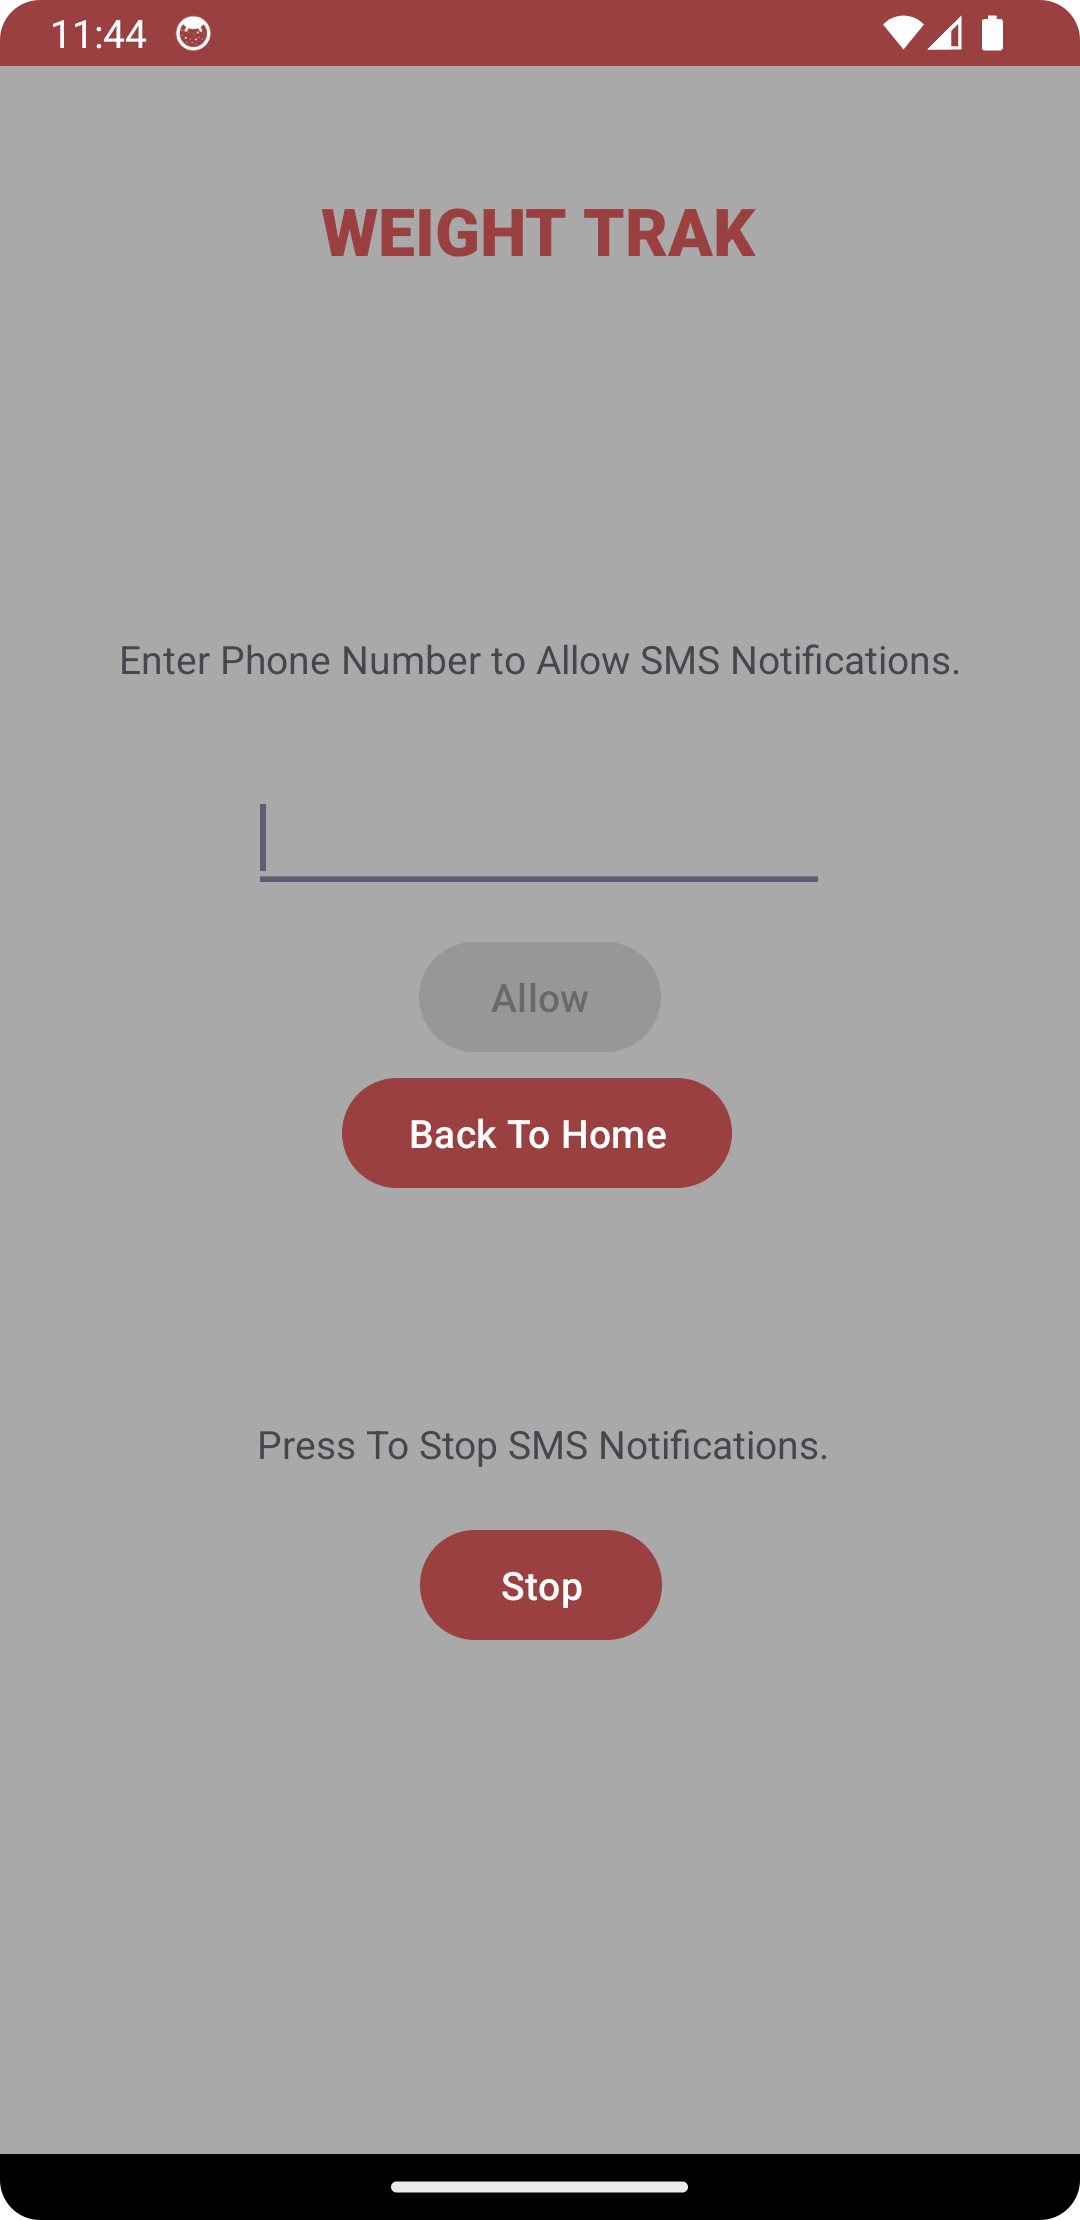 11:44
WEIGHT TRAK
Enter Phone Number to Allow SMS Notifications.
Allow
Back To Home
Press To Stop SMS Notifications.
Stop